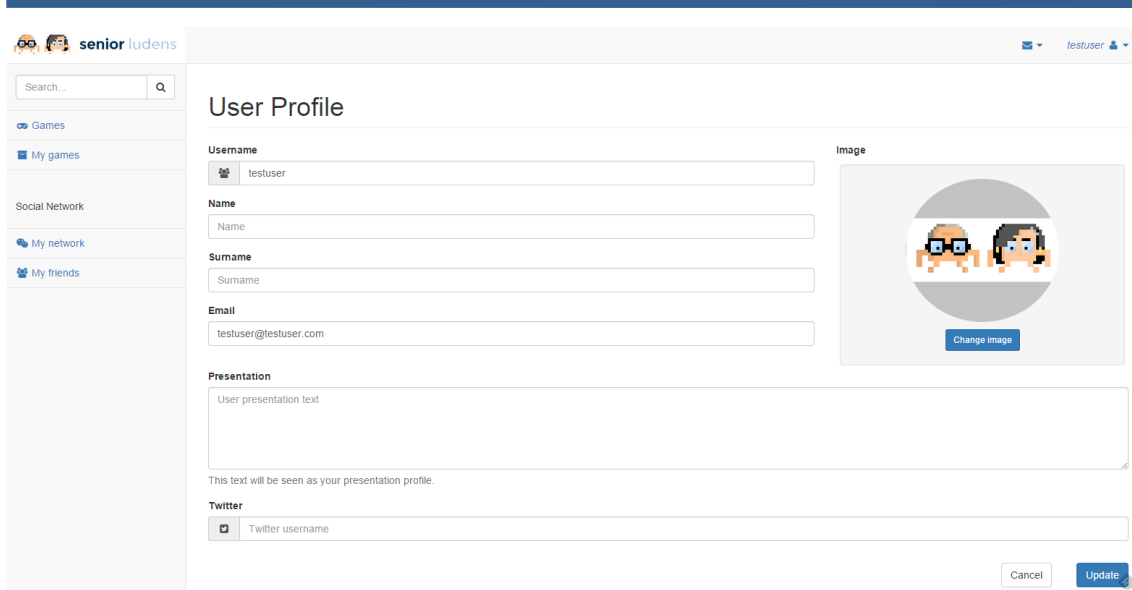 senior ludens
testuser
Search...
Games
My games
Social Network
My network
My friends
User Profile
Username
testuser
Name
Name
Surname
Surname
Email
testuser@testuser.com
Image
Change image
Presentation
User presentation text
This text will be seen as your presentation profile.
Twitter
Twitter username
Cancel
Update